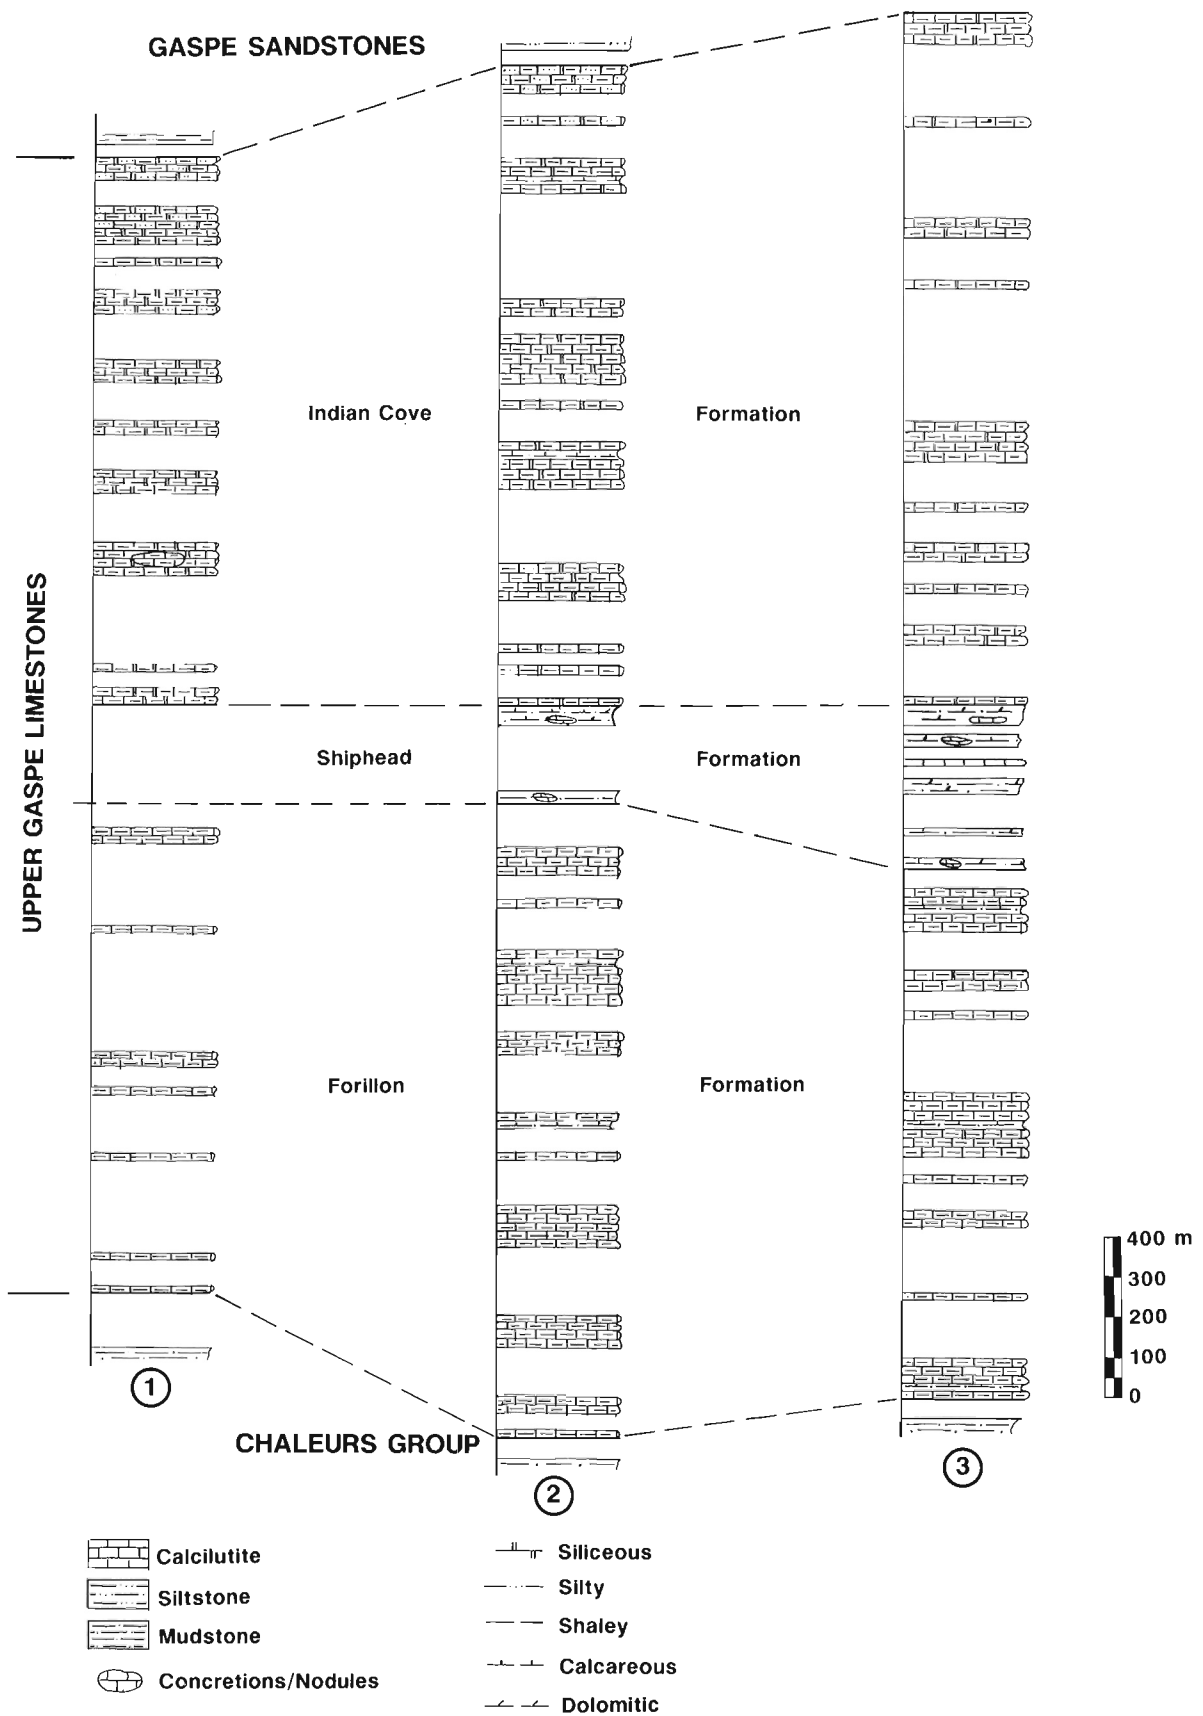 GASPE SANDSTONES
Indian Cove
Formation
UPPER GASPE LIMESTONES
Shiphead
Formation
Forillon
Formation
400 m
300
200
100
0
1
CHALEURS GROUP
2
3
Calcilutite
Siltstone
Mudstone
Concretions/Nodules
Siliceous
Silty
Shaley
Calcareous
Dolomitic